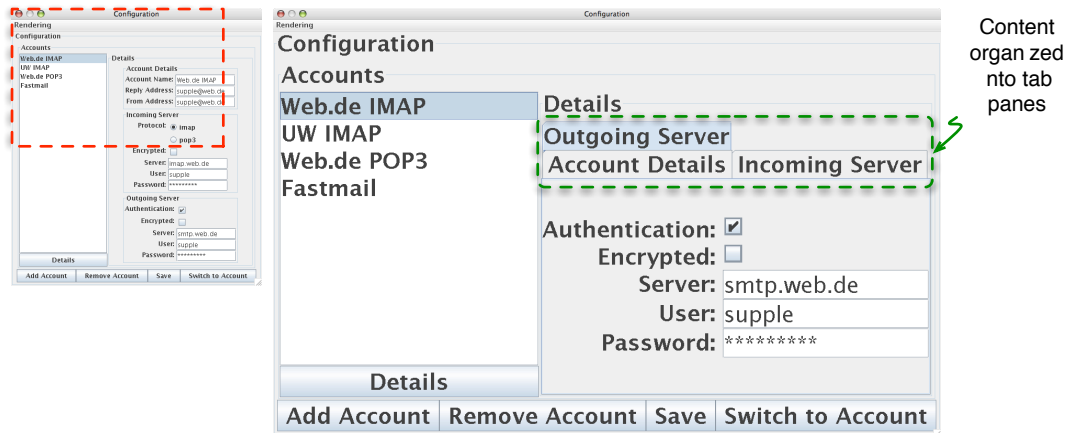 Configuration
Rendering
Configuration
Accounts
Web.de IMAP
UW IMAP
Web.de POP3
Fastmail
Details
Account Details
Account Name: Web.de IMAP
Reply Address: supple@web.de
From Address: supple@web.de
Incoming Server
Protocol: imap
pop3
Encrypted:
Server: imap.web.de
User: supple
Password: *********
Outgoing Server
Authentication:
Encrypted:
Server: smtp.web.de
User: supple
Password: *********
Details
Add Account Remove Account Save Switch to Account
Configuration
Rendering
Configuration
Accounts
Web.de IMAP
UW IMAP
Web.de POP3
Fastmail
Details
Outgoing Server
Account Details Incoming Server
Authentication:
Encrypted:
Server: smtp.web.de
User: supple
Password: *********
Details
Add Account Remove Account Save Switch to Account
Content
organ zed
nto tab
panes